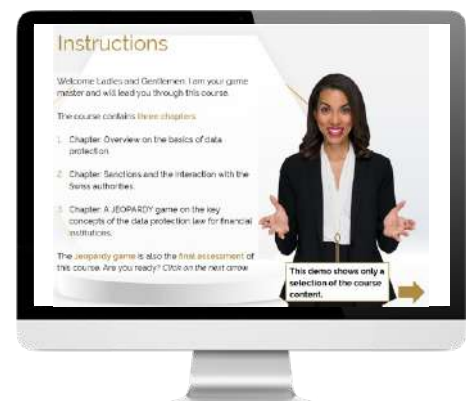 Instructions
Welcome Ladies and Gentlemen. I am your game
master and will lead you through this course.
The course contains three chapters
1. Chapter: Overview on the basics of data
protection
2. Chapter: Sanctions and the interaction with the
Swiss authorities.
3. Chapter: A JEOPARDY game on the key
concepts of the data protection law for financial
institutions.
The Jeopardy game is also the final assessment of
this course. Are you ready? Click on the next arrow
This demo shows only a
selection of the course
content.